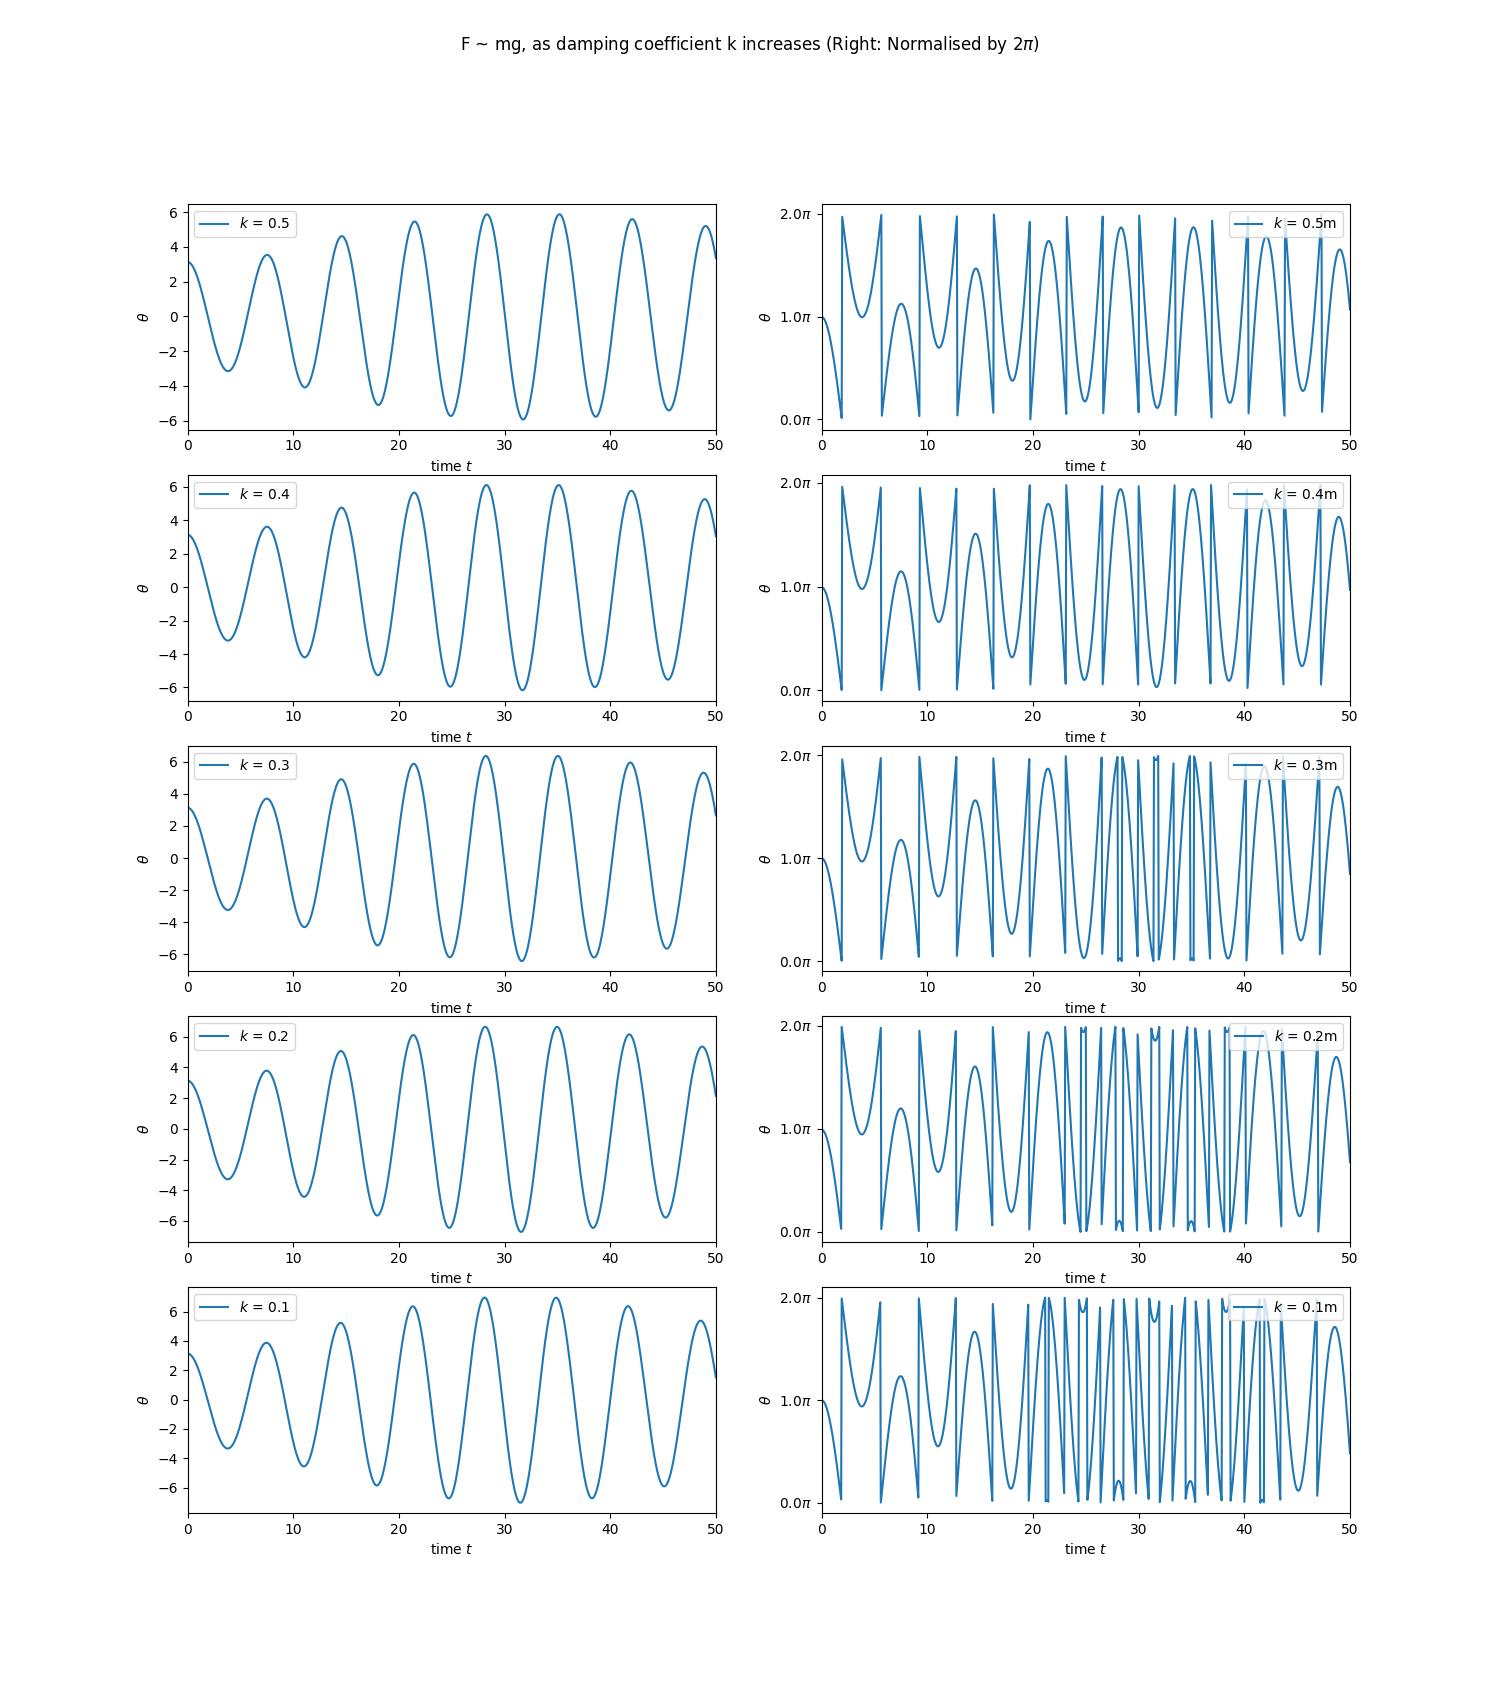 F ~ mg, as damping coefficient k increases (Right: Normalised by 2π)
k = 0.5
6
4
2
0
−2
−4
−6
θ
0 10 20 30 40 50
time t
k = 0.5m
2.0π
1.0π
0.0π
θ
0 10 20 30 40 50
time t
k = 0.4
6
4
2
0
−2
−4
−6
θ
0 10 20 30 40 50
time t
k = 0.4m
2.0π
1.0π
0.0π
θ
0 10 20 30 40 50
time t
k = 0.3
6
4
2
0
−2
−4
−6
θ
0 10 20 30 40 50
time t
k = 0.3m
2.0π
1.0π
0.0π
θ
0 10 20 30 40 50
time t
k = 0.2
6
4
2
0
−2
−4
−6
θ
0 10 20 30 40 50
time t
k = 0.2m
2.0π
1.0π
0.0π
θ
0 10 20 30 40 50
time t
k = 0.1
6
4
2
0
−2
−4
−6
θ
0 10 20 30 40 50
time t
k = 0.1m
2.0π
1.0π
0.0π
θ
0 10 20 30 40 50
time t